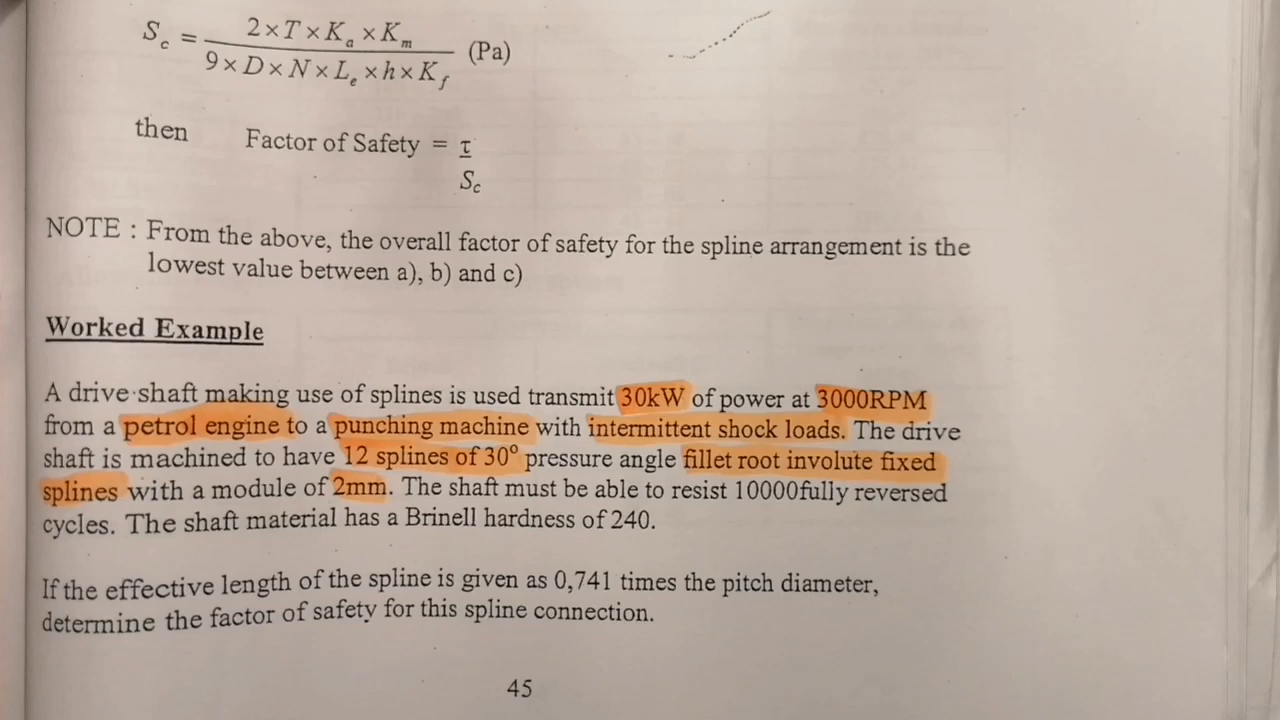 S_c = 2×T×K_a×K_m / 9×D×N×L_e×h×K_f (Pa)
then Factor of Safety = τ / S_c
NOTE : From the above, the overall factor of safety for the spline arrangement is the
lowest value between a), b) and c)
Worked Example
A drive shaft making use of splines is used transmit 30kW of power at 3000RPM
from a petrol engine to a punching machine with intermittent shock loads. The drive
shaft is machined to have 12 splines of 30° pressure angle fillet root involute fixed
splines with a module of 2mm. The shaft must be able to resist 10000fully reversed
cycles. The shaft material has a Brinell hardness of 240.
If the effective length of the spline is given as 0,741 times the pitch diameter,
determine the factor of safety for this spline connection.
45